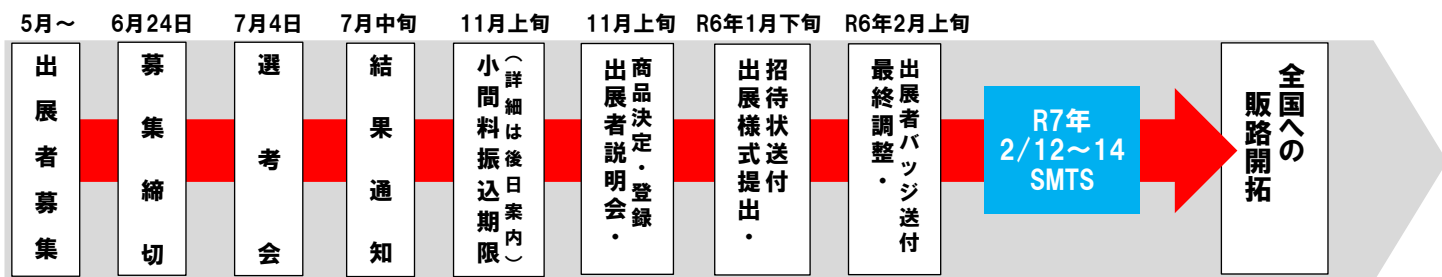 5月～
6月24日
7月4日
7月中旬
11月上旬
11月上旬
R6年1月下旬
R6年2月上旬
出展者募集
募集締切
選考会
結果通知
小間料振込期限
（詳細は後日案内）
出展者説明会・
商品決定・登録
出展様式提出・
招待状送付
最終調整・
出展者バッジ送付
R7年
2/12～14
SMTS
全国への
販路開拓